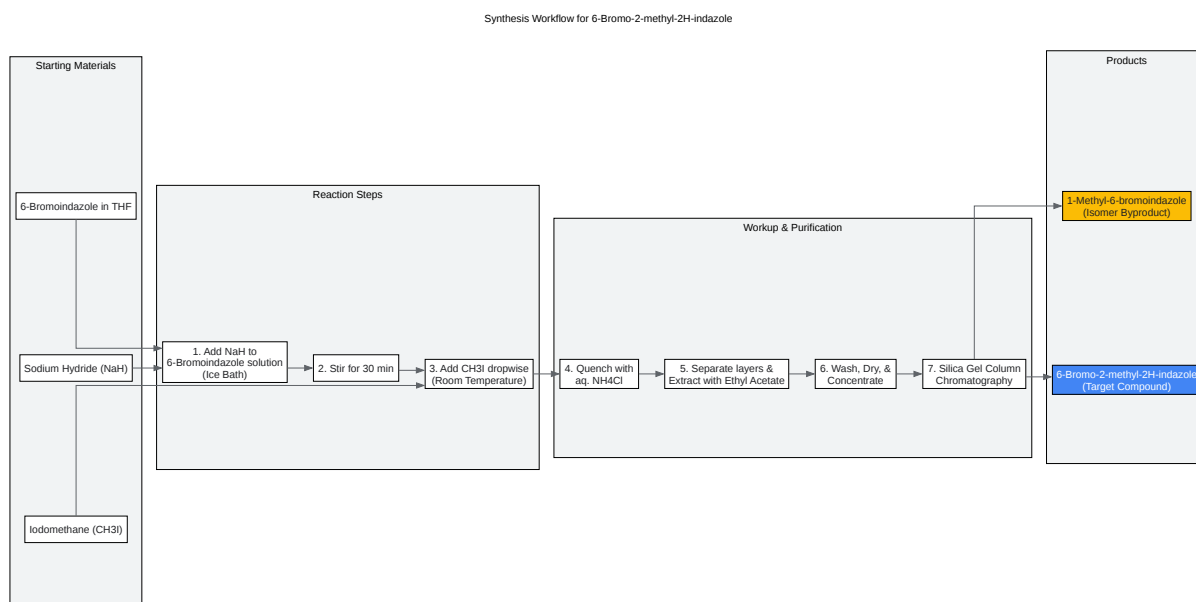 Synthesis Workflow for 6-Bromo-2-methyl-2H-indazole
Starting Materials
6-Bromoindazole in THF
Sodium Hydride (NaH)
Iodomethane (CH3I)
Reaction Steps
1. Add NaH to
6-Bromoindazole solution
(Ice Bath)
2. Stir for 30 min
3. Add CH3I dropwise
(Room Temperature)
Workup & Purification
4. Quench with
aq. NH4Cl
5. Separate layers &
Extract with Ethyl Acetate
6. Wash, Dry, &
Concentrate
7. Silica Gel Column
Chromatography
Products
1-Methyl-6-bromoindazole
(Isomer Byproduct)
6-Bromo-2-methyl-2H-indazole
(Target Compound)